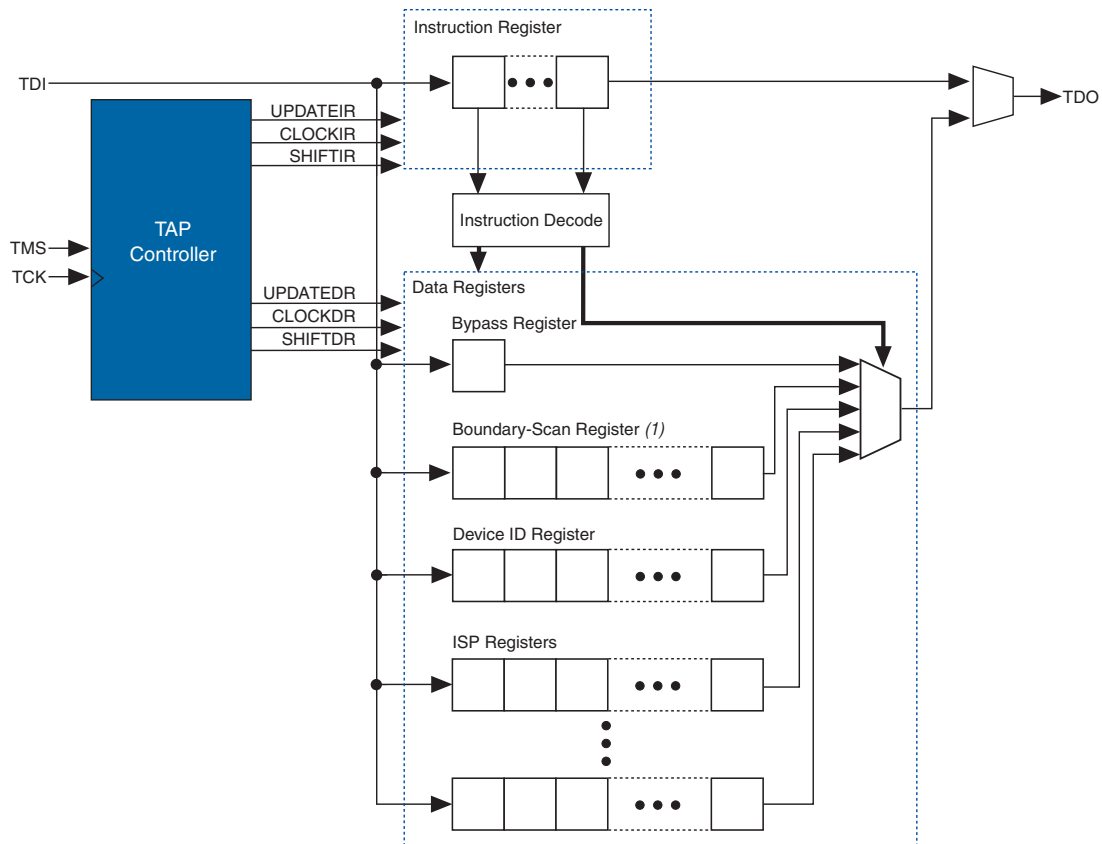 Instruction Register
TDI
UPDATEIR
CLOCKIR
SHIFTIR
TDO
TAP
Controller
TMS
TCK
Instruction Decode
Data Registers
UPDATEDR
CLOCKDR
SHIFTDR
Bypass Register
Boundary-Scan Register (1)
Device ID Register
ISP Registers